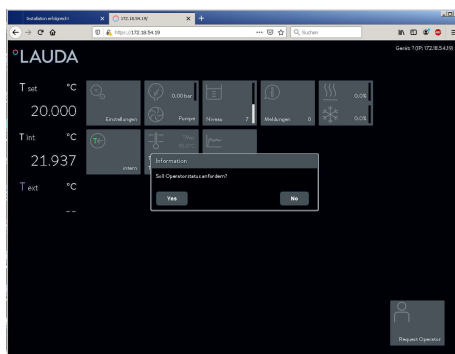 Installation erfolgreich!
172.18.54.19/
https://172.18.54.19
Suchen
°LAUDA
Gerät: 7 (IP: 172.18.54.19)
T set °C
20.000
T int °C
21.937
T ext °C
--
Einstellungen
0.00 bar
Pumpe
Niveau 7
Meldungen 0
0.0%
0.0%
intern
Information
Soll Operatorstatus anfordern?
Yes
No
Request Operator